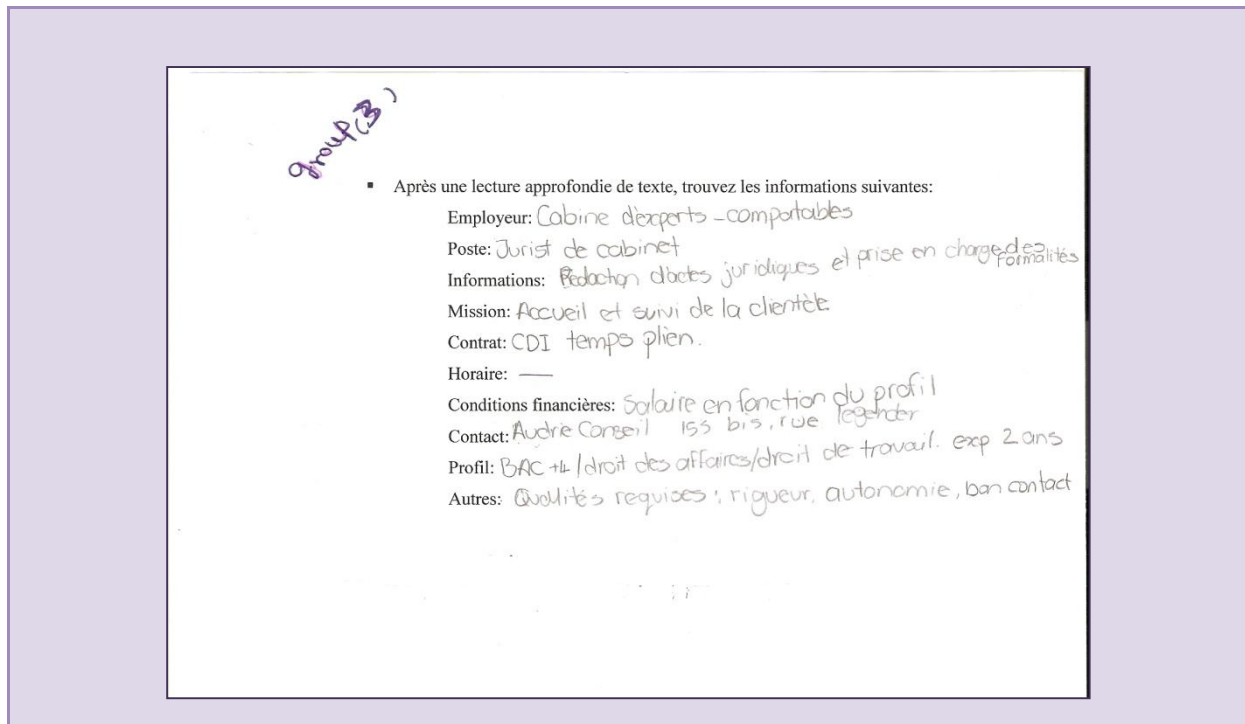 group(3)
▪ Après une lecture approfondie de texte, trouvez les informations suivantes:
Employeur: Cabine d'experts-comportables
Poste: Jurist de cabinet
Informations: Rédaction d'actes juridiques et prise en charge des formalités
Mission: Accueil et suivi de la clientèle
Contrat: CDI temps plien.
Horaire: —
Conditions financières: Salaire en fonction du profil
Contact: Audrie Conseil 155 bis, rue legender
Profil: BAC +4/droit des affaires/droit de travail. exp 2 ans
Autres: Qualités requises: rigueur, autonomie, bon contact